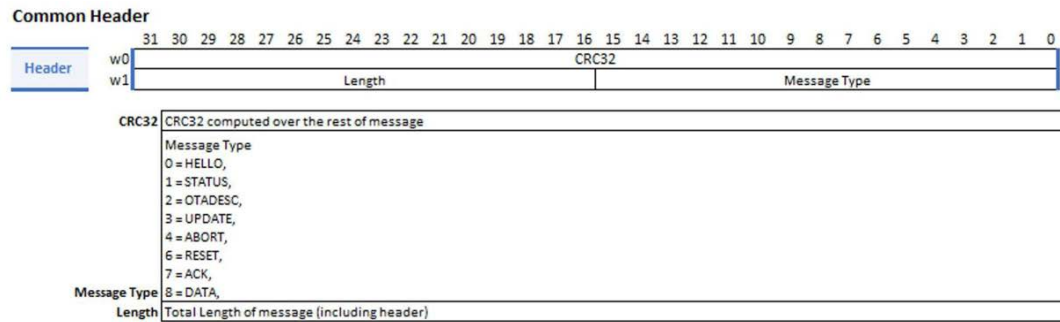 Common Header
31 30 29 28 27 26 25 24 23 22 21 20 19 18 17 16 15 14 13 12 11 10 9 8 7 6 5 4 3 2 1 0
Header w0 CRC32
w1 Length Message Type
CRC32 CRC32 computed over the rest of message
Message Type
0 = HELLO,
1 = STATUS,
2 = OTADESC,
3 = UPDATE,
4 = ABORT,
6 = RESET,
7 = ACK,
Message Type 8 = DATA,
Length Total Length of message (including header)